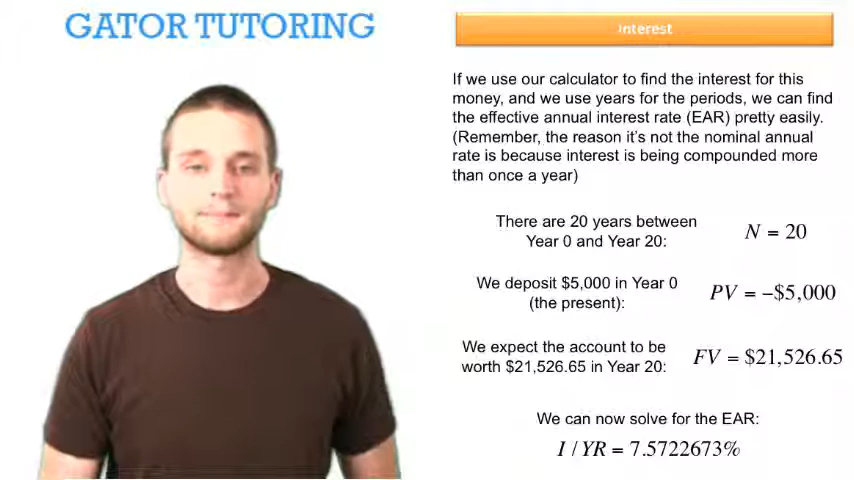 GATOR TUTORING
Interest
If we use our calculator to find the interest for this
money, and we use years for the periods, we can find
the effective annual interest rate (EAR) pretty easily.
(Remember, the reason it's not the nominal annual
rate is because interest is being compounded more
than once a year)
There are 20 years between
Year 0 and Year 20:
N = 20
We deposit $5,000 in Year 0
(the present):
PV = −$5,000
We expect the account to be
worth $21,526.65 in Year 20:
FV = $21,526.65
We can now solve for the EAR:
I / YR = 7.5722673%